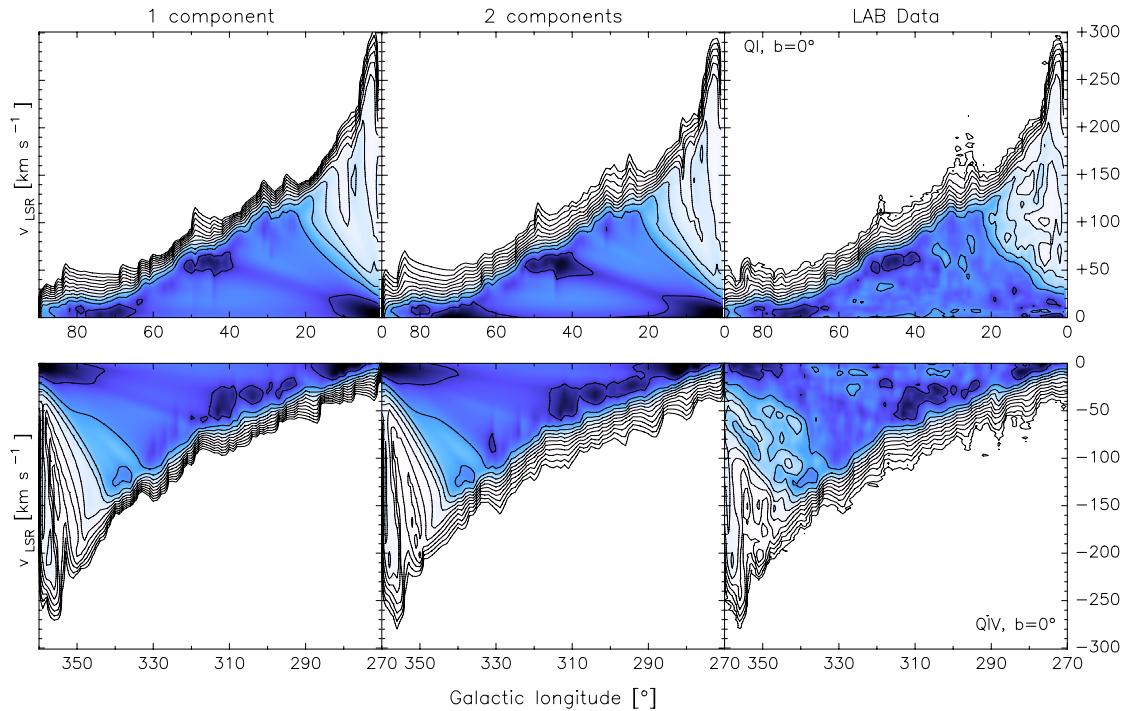 1 component 2 components LAB Data
QI, b=0°
+300
+250
+200
+150
+100
+50
0
v LSR [km s −1 ]
80 60 40 20 0 80 60 40 20 0 80 60 40 20 0
0
−50
−100
−150
−200
−250
−300
v LSR [km s −1 ]
QIV, b=0°
350 330 310 290 270 350 330 310 290 270 350 330 310 290 270
Galactic longitude [°]